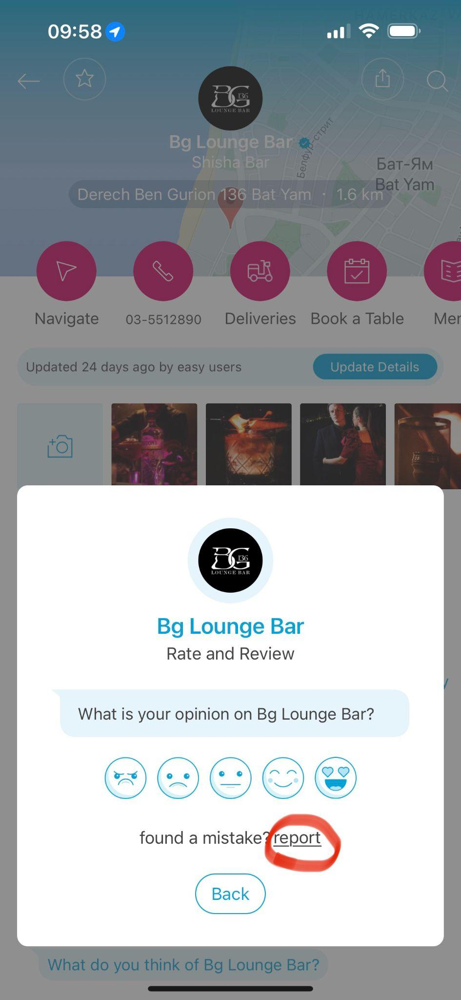 HAMERKAZ
09:58
BG 136
LOUNGE BAR
Bg Lounge Bar
Shisha Bar
Белфур-стрит
Бат-Ям
Bat Yam
Derech Ben Gurion 136 Bat Yam · 1.6 km
Navigate
03-5512890
Deliveries
Book a Table
Mer
Updated 24 days ago by easy users
Update Details
BG 136
LOUNGE BAR
Bg Lounge Bar
Rate and Review
What is your opinion on Bg Lounge Bar?
found a mistake? report
Back
What do you think of Bg Lounge Bar?